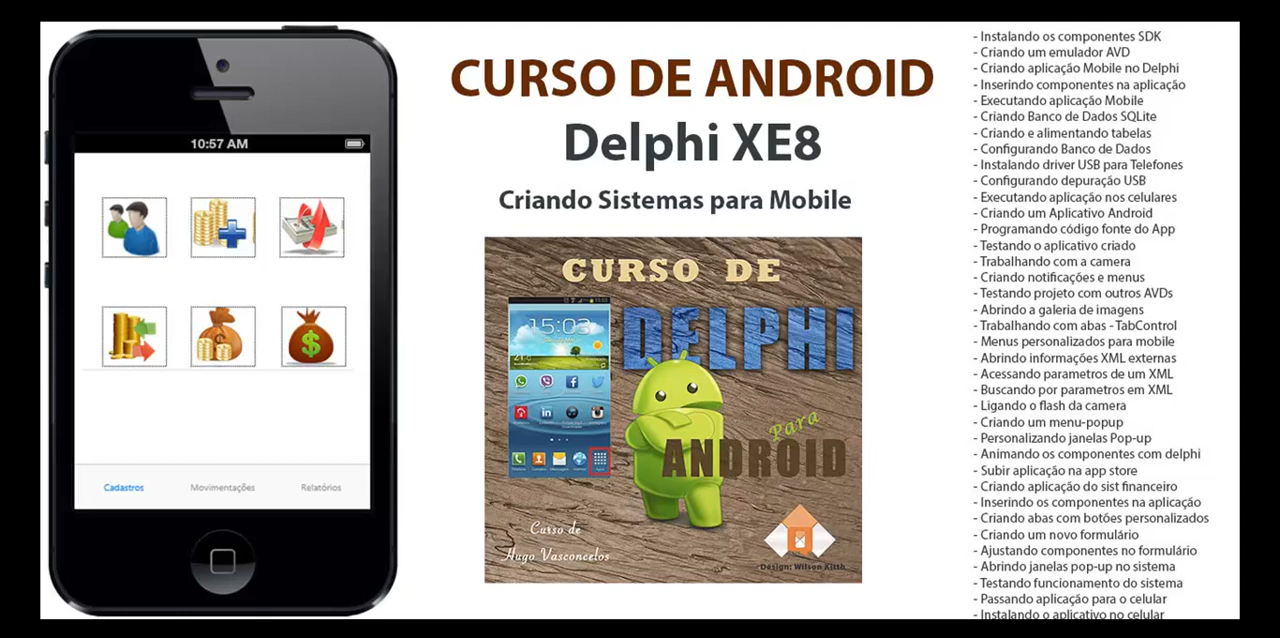 10:57 AM
Cadastros
Movimentações
Relatórios
CURSO DE ANDROID
Delphi XE8
Criando Sistemas para Mobile
CURSO DE
DELPHI
para
ANDROID
15:03
Curso de
Hugo Vasconcelos
Design: Wilson Kitth
- Instalando os componentes SDK
- Criando um emulador AVD
- Criando aplicação Mobile no Delphi
- Inserindo componentes na aplicação
- Executando aplicação Mobile
- Criando Banco de Dados SQLite
- Criando e alimentando tabelas
- Configurando Banco de Dados
- Instalando driver USB para Telefones
- Configurando depuração USB
- Executando aplicação nos celulares
- Criando um Aplicativo Android
- Programando código fonte do App
- Testando o aplicativo criado
- Trabalhando com a camera
- Criando notificações e menus
- Testando projeto com outros AVDs
- Abrindo a galeria de imagens
- Trabalhando com abas - TabControl
- Menus personalizados para mobile
- Abrindo informações XML externas
- Acessando parametros de um XML
- Buscando por parametros em XML
- Ligando o flash da camera
- Criando um menu-popup
- Personalizando janelas Pop-up
- Animando os componentes com delphi
- Subir aplicação na app store
- Criando aplicação do sist financeiro
- Inserindo os componentes na aplicação
- Criando abas com botões personalizados
- Criando um novo formulário
- Ajustando componentes no formulário
- Abrindo janelas pop-up no sistema
- Testando funcionamento do sistema
- Passando aplicação para o celular
- Instalando o aplicativo no celular